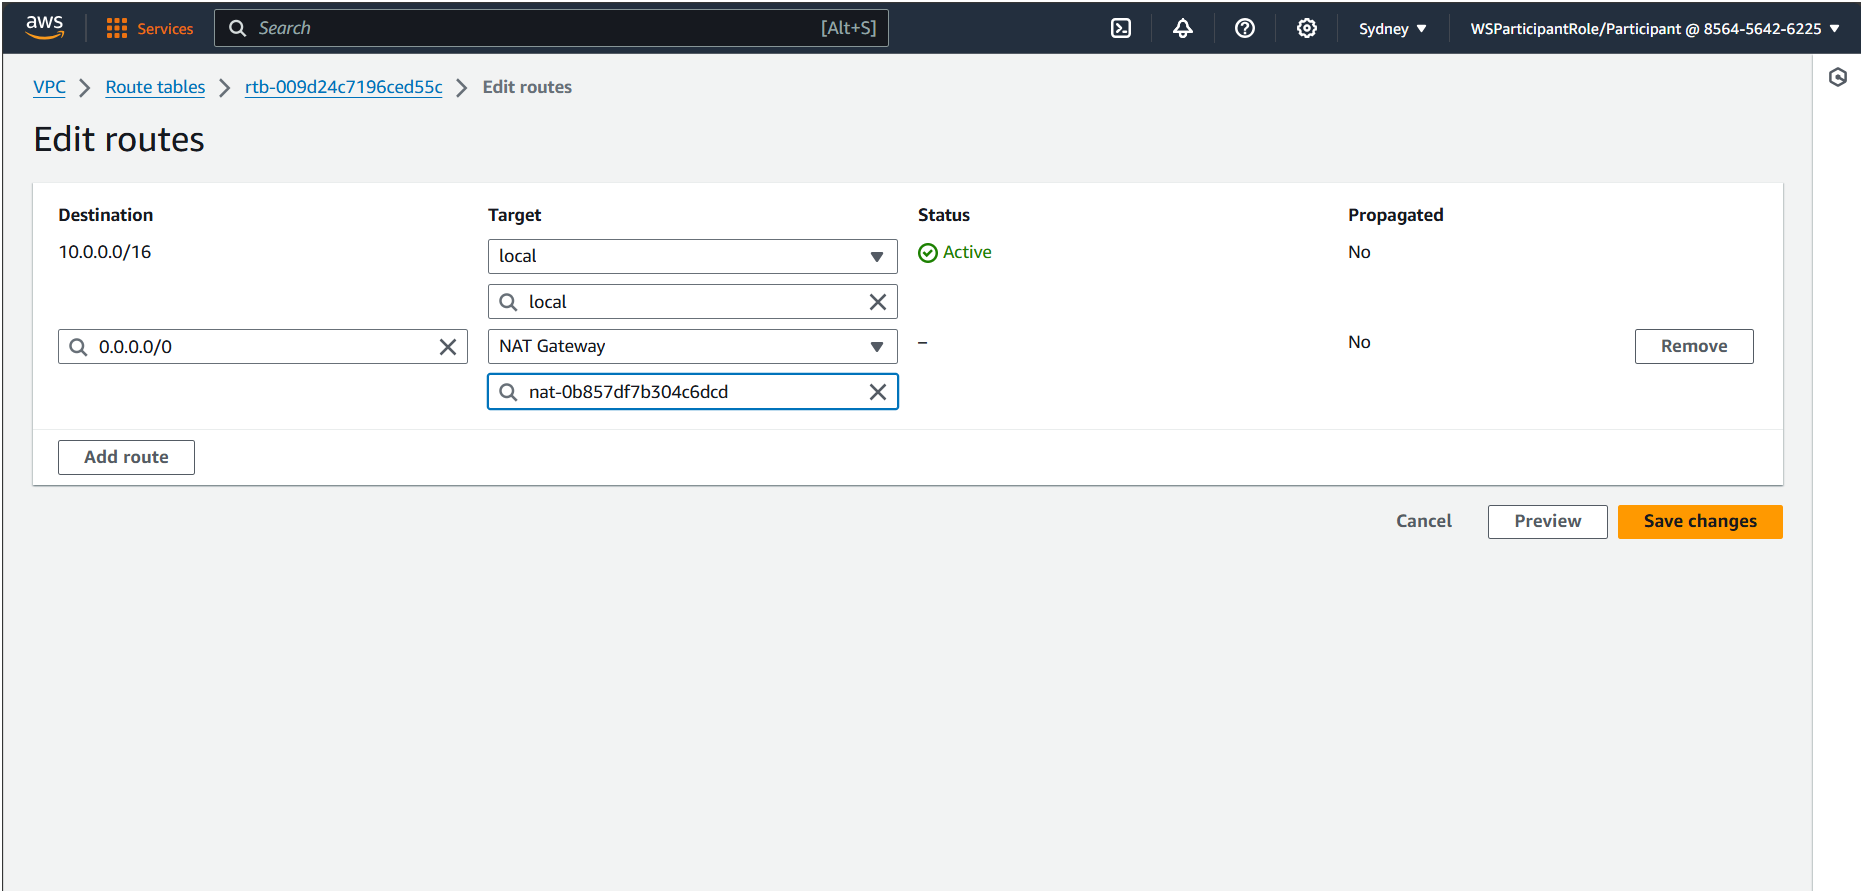 aws
Services
Search
[Alt+S]
Sydney
WSParticipantRole/Participant @ 8564-5642-6225
VPC
Route tables
rtb-009d24c7196ced55c
Edit routes
Edit routes
Destination
Target
Status
Propagated
10.0.0.0/16
local
Active
No
local
0.0.0.0/0
NAT Gateway
–
No
Remove
nat-0b857df7b304c6dcd
Add route
Cancel
Preview
Save changes